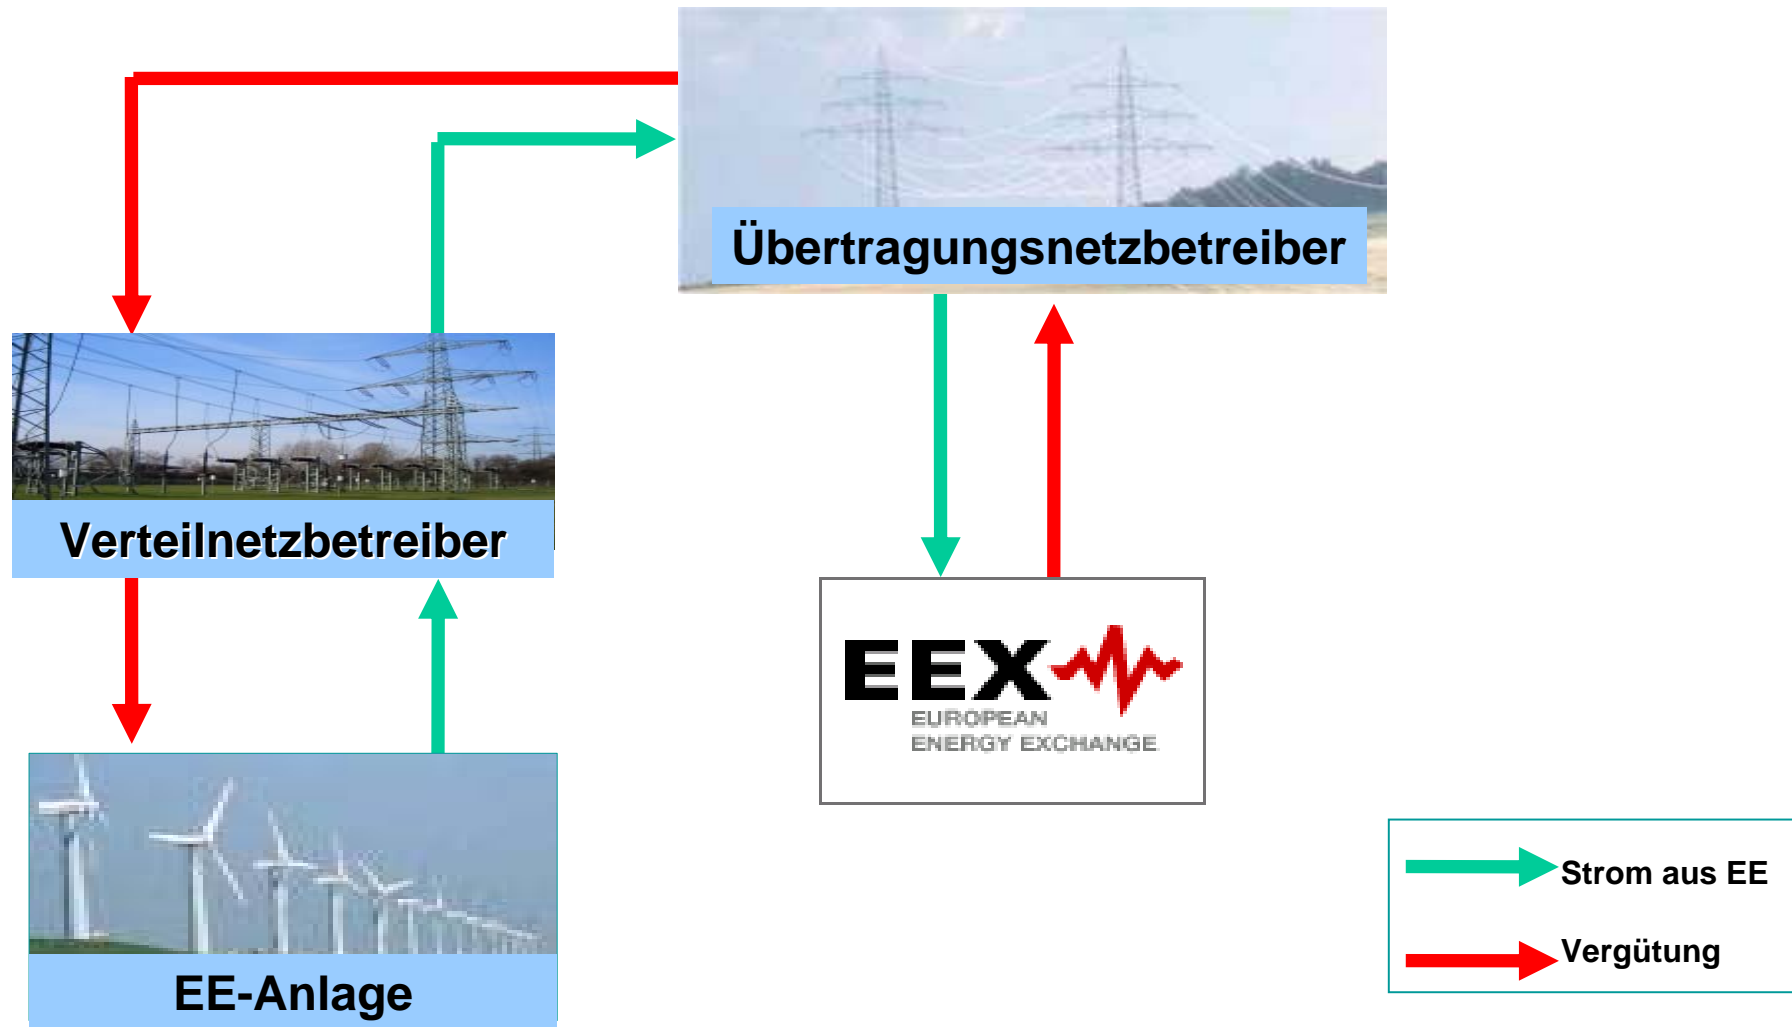 Übertragungsnetzbetreiber
Verteilnetzbetreiber
EEX
EUROPEAN
ENERGY EXCHANGE
EE-Anlage
Strom aus EE
Vergütung